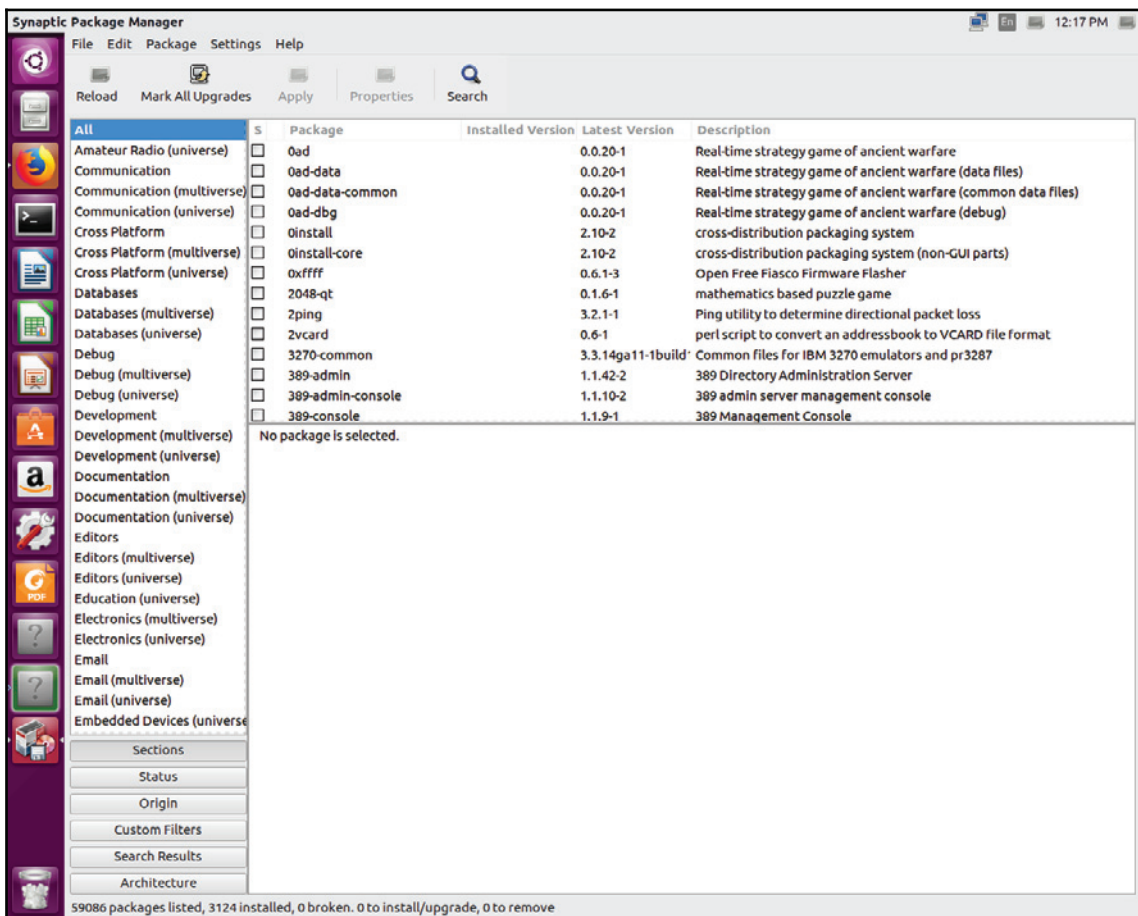 Synaptic Package Manager
En
12:17 PM
File Edit Package Settings Help
Reload Mark All Upgrades Apply Properties Search
All
Amateur Radio (universe)
Communication
Communication (multiverse)
Communication (universe)
Cross Platform
Cross Platform (multiverse)
Cross Platform (universe)
Databases
Databases (multiverse)
Databases (universe)
Debug
Debug (multiverse)
Debug (universe)
Development
Development (multiverse)
Development (universe)
Documentation
Documentation (multiverse)
Documentation (universe)
Editors
Editors (multiverse)
Editors (universe)
Education (universe)
Electronics (multiverse)
Electronics (universe)
Email
Email (multiverse)
Email (universe)
Embedded Devices (universe
Sections
Status
Origin
Custom Filters
Search Results
Architecture
S Package Installed Version Latest Version Description
0ad 0.0.20-1 Real-time strategy game of ancient warfare
0ad-data 0.0.20-1 Real-time strategy game of ancient warfare (data files)
0ad-data-common 0.0.20-1 Real-time strategy game of ancient warfare (common data files)
0ad-dbg 0.0.20-1 Real-time strategy game of ancient warfare (debug)
0install 2.10-2 cross-distribution packaging system
0install-core 2.10-2 cross-distribution packaging system (non-GUI parts)
0xffff 0.6.1-3 Open Free Fiasco Firmware Flasher
2048-qt 0.1.6-1 mathematics based puzzle game
2ping 3.2.1-1 Ping utility to determine directional packet loss
2vcard 0.6-1 perl script to convert an addressbook to VCARD file format
3270-common 3.3.14ga11-1build Common files for IBM 3270 emulators and pr3287
389-admin 1.1.42-2 389 Directory Administration Server
389-admin-console 1.1.10-2 389 admin server management console
389-console 1.1.9-1 389 Management Console
No package is selected.
a
PDF
?
?
59086 packages listed, 3124 installed, 0 broken. 0 to install/upgrade, 0 to remove